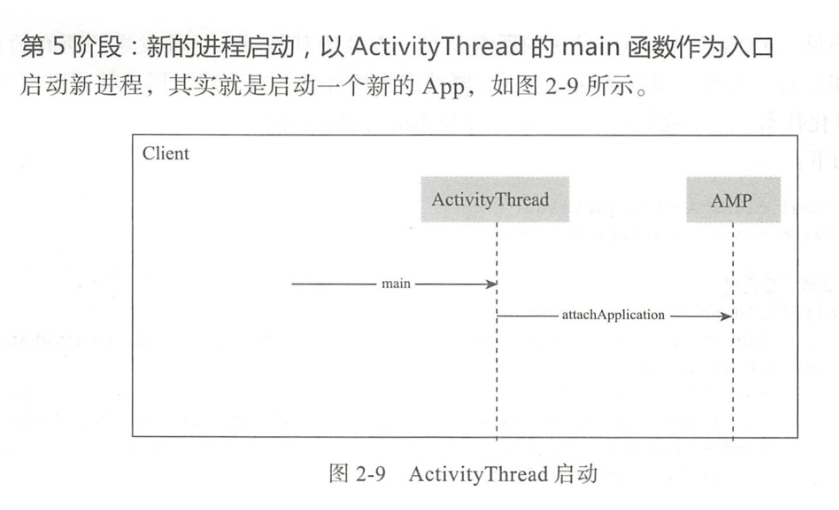 第 5 阶段：新的进程启动，以 ActivityThread 的 main 函数作为入口
启动新进程，其实就是启动一个新的 App，如图 2-9 所示。
Client
ActivityThread
AMP
main
attachApplication
图 2-9 ActivityThread 启动